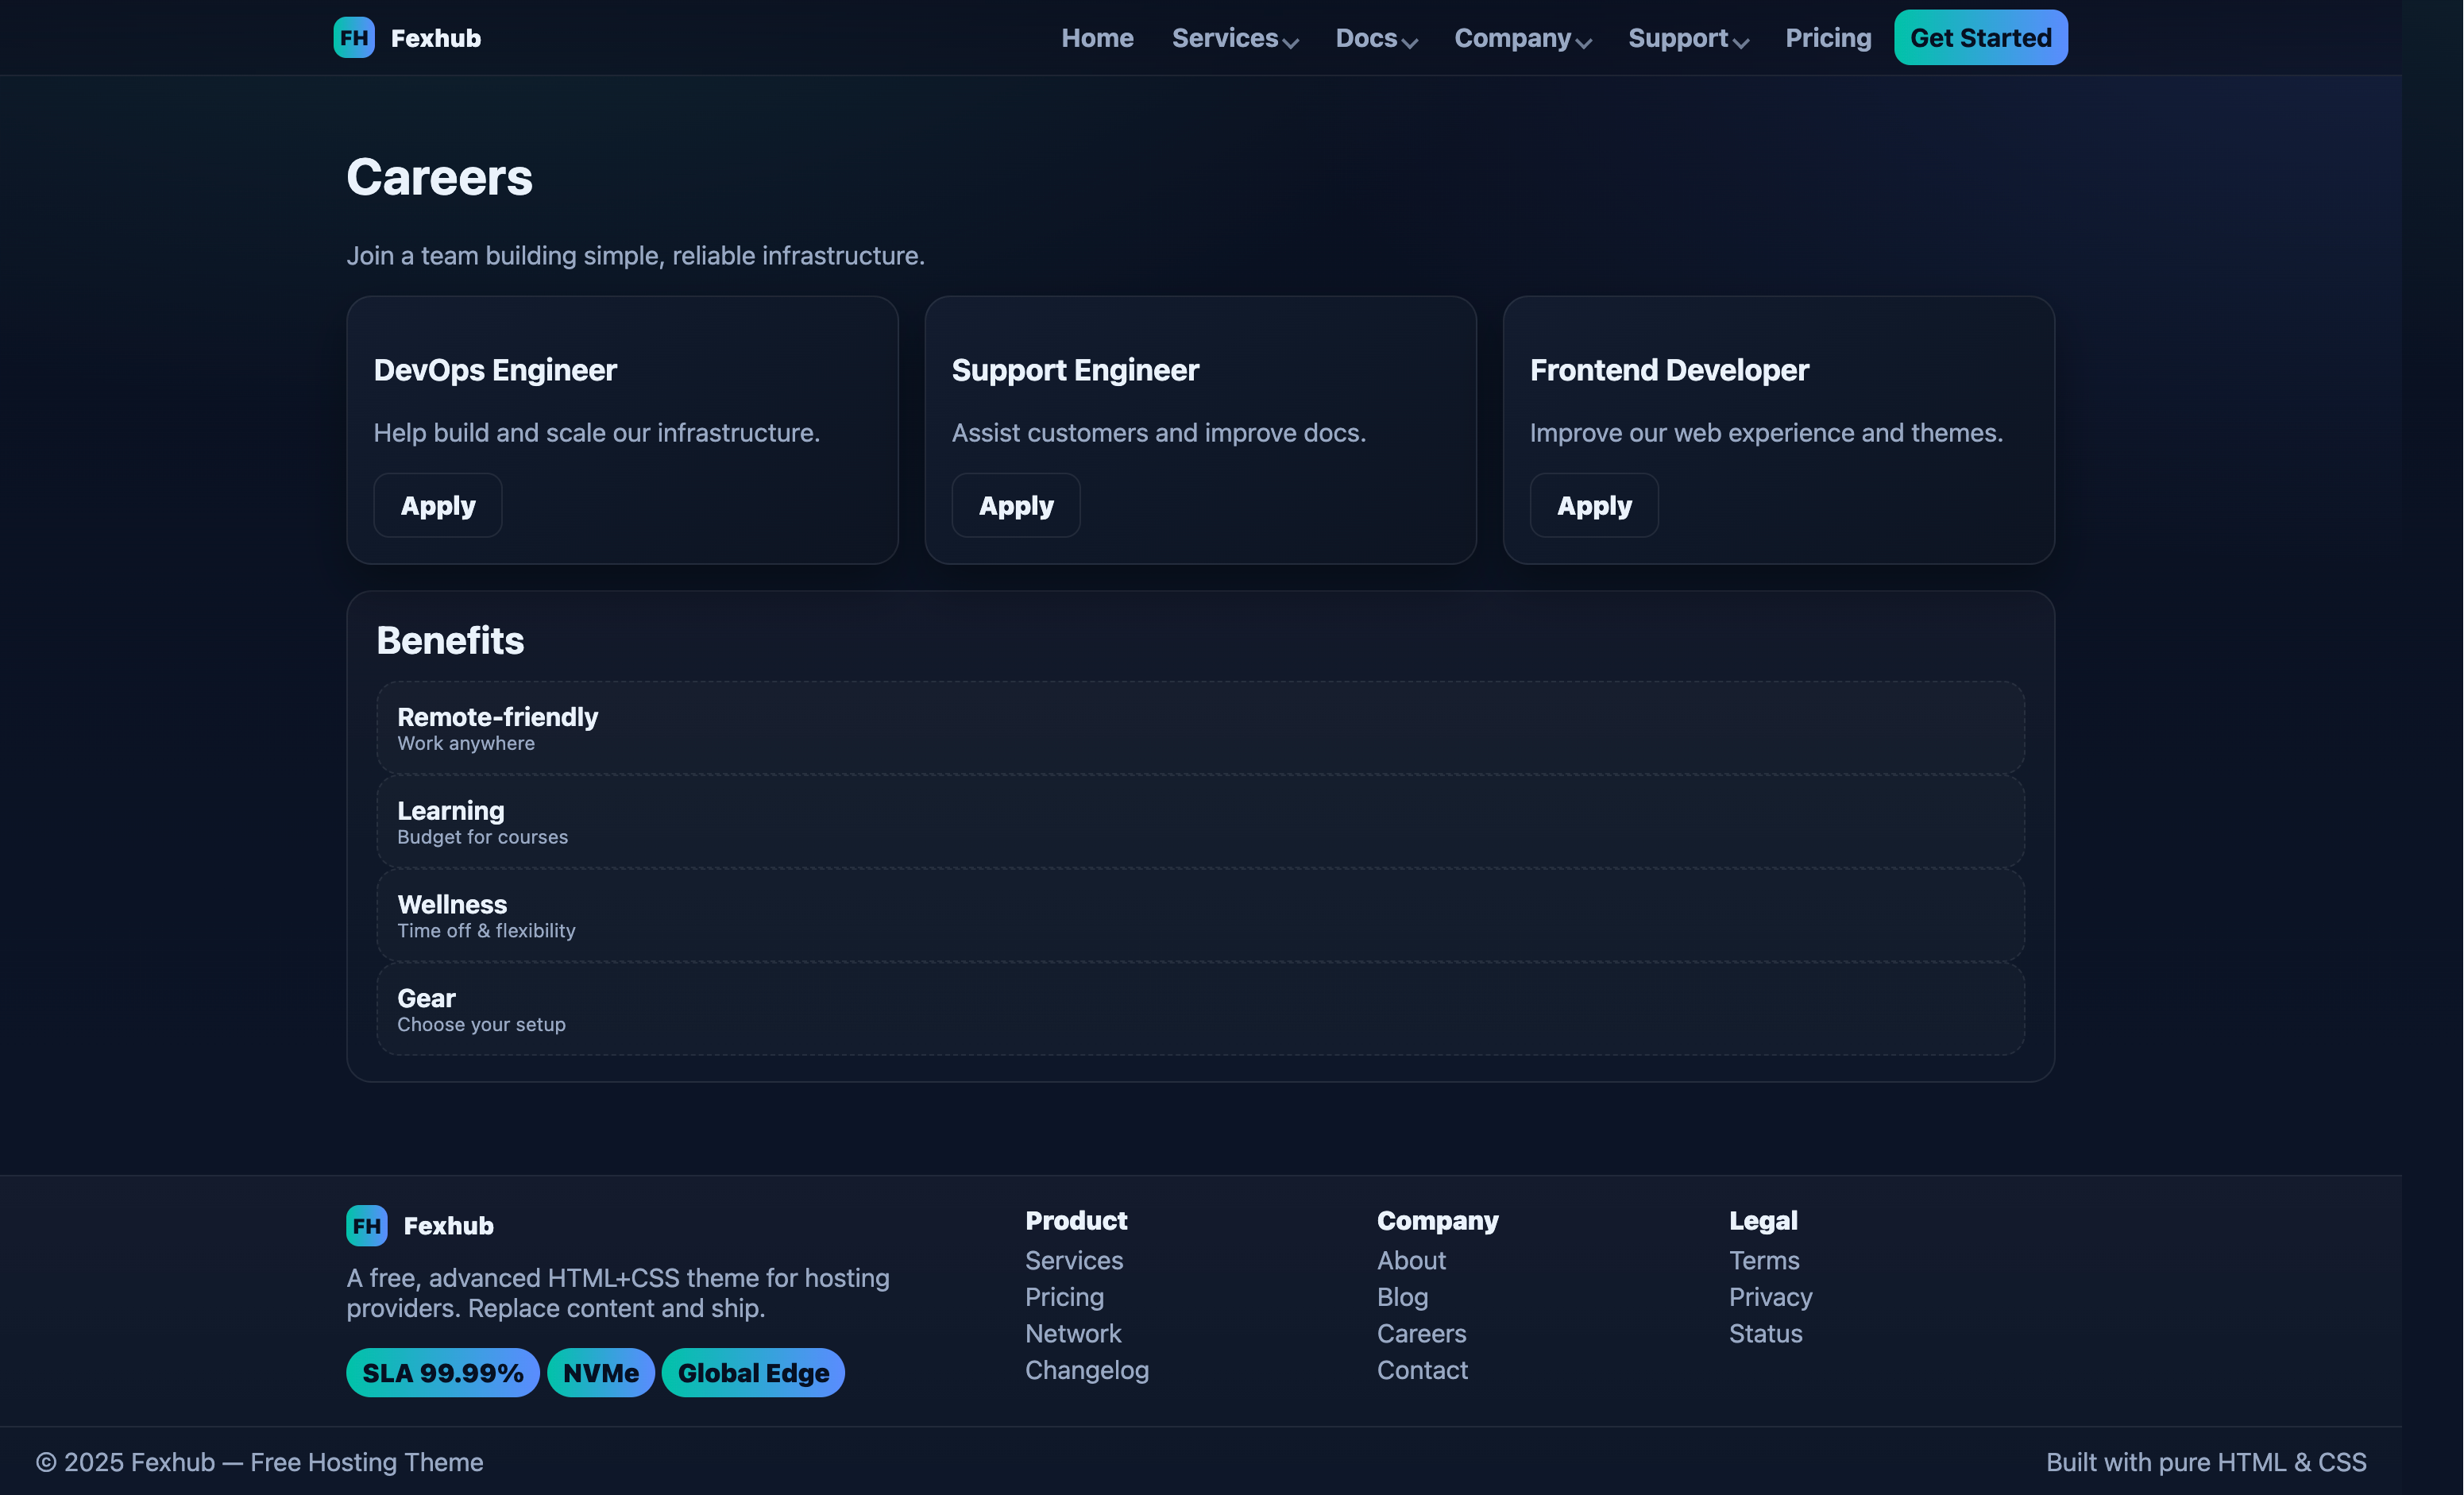 FH Fexhub Home Services Docs Company Support Pricing Get Started
Careers
Join a team building simple, reliable infrastructure.
DevOps Engineer
Help build and scale our infrastructure.
Apply
Support Engineer
Assist customers and improve docs.
Apply
Frontend Developer
Improve our web experience and themes.
Apply
Benefits
Remote-friendly
Work anywhere
Learning
Budget for courses
Wellness
Time off & flexibility
Gear
Choose your setup
FH Fexhub
A free, advanced HTML+CSS theme for hosting
providers. Replace content and ship.
SLA 99.99% NVMe Global Edge
Product
Services
Pricing
Network
Changelog
Company
About
Blog
Careers
Contact
Legal
Terms
Privacy
Status
© 2025 Fexhub — Free Hosting Theme
Built with pure HTML & CSS